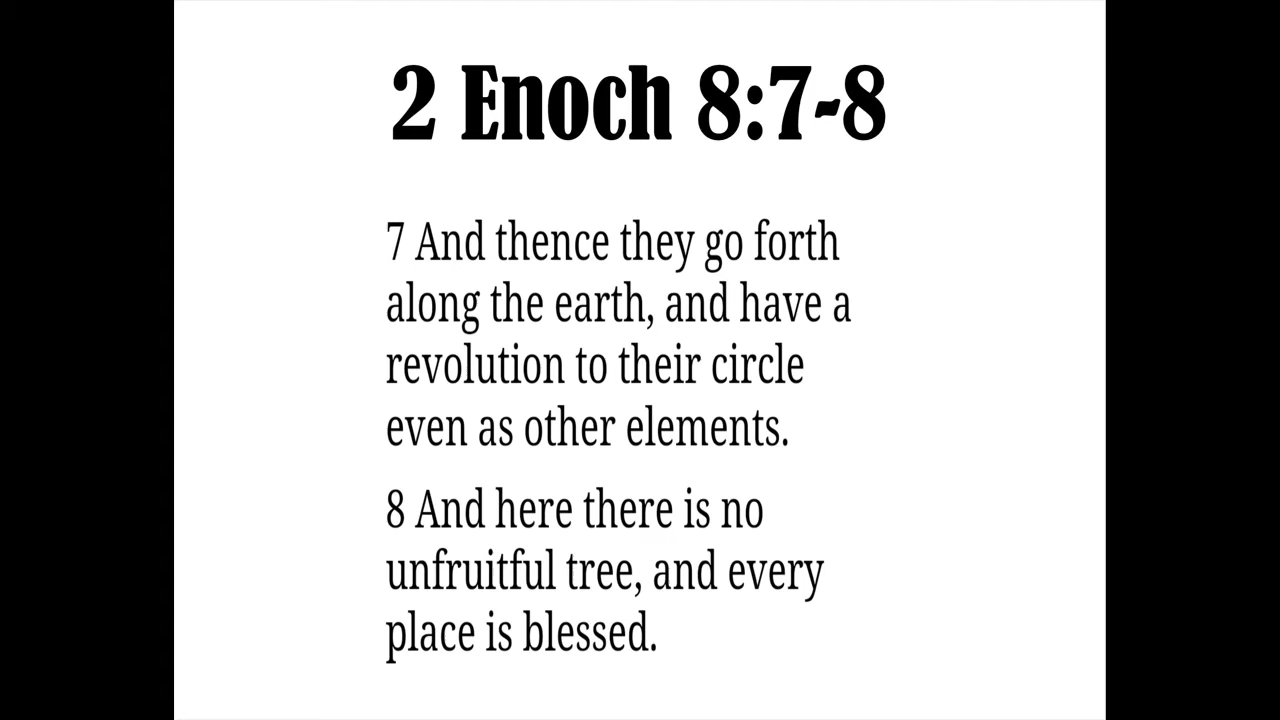 2 Enoch 8:7-8
7 And thence they go forth
along the earth, and have a
revolution to their circle
even as other elements.
8 And here there is no
unfruitful tree, and every
place is blessed.